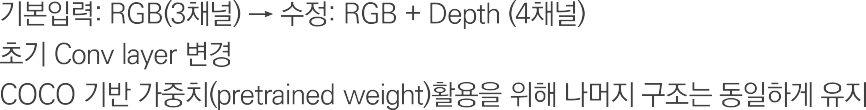 기본입력: RGB(3채널) → 수정: RGB + Depth (4채널)
초기 Conv layer 변경
COCO 기반 가중치(pretrained weight)활용을 위해 나머지 구조는 동일하게 유지